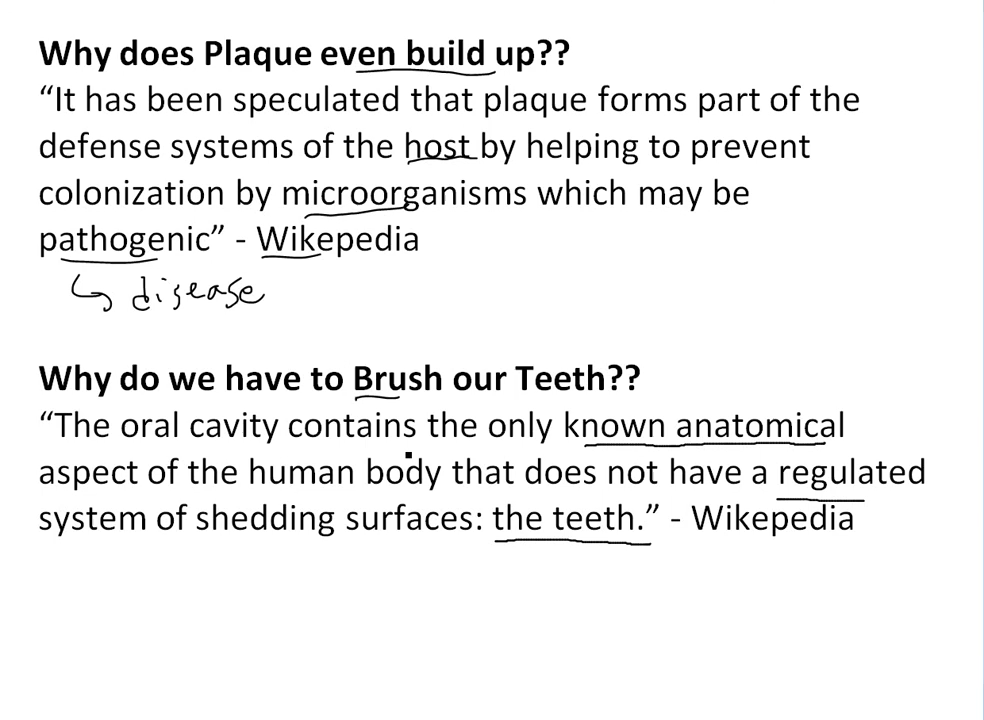 Why does Plaque even build up??
“It has been speculated that plaque forms part of the
defense systems of the host by helping to prevent
colonization by microorganisms which may be
pathogenic” - Wikepedia
disease
Why do we have to Brush our Teeth??
“The oral cavity contains the only known anatomical
aspect of the human body that does not have a regulated
system of shedding surfaces: the teeth.” - Wikepedia